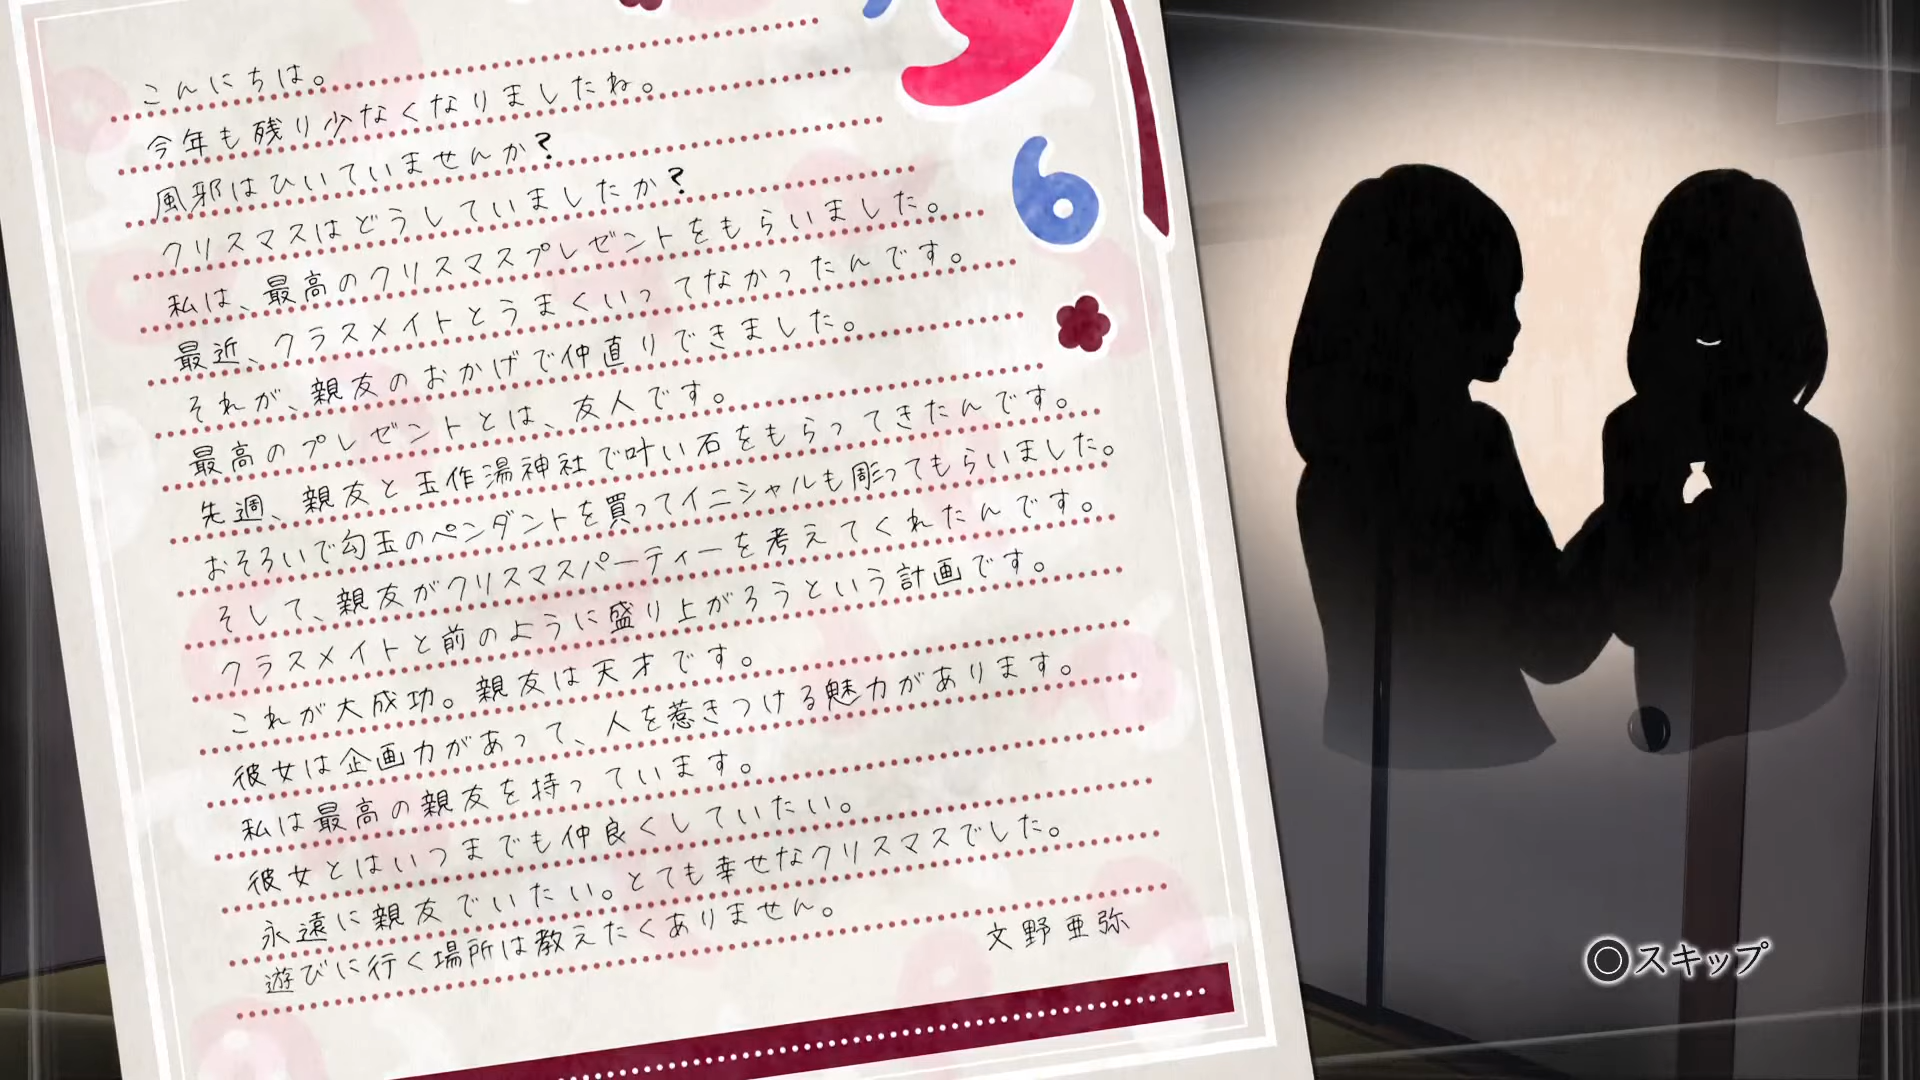 こんにちは。
今年も残り少なくなりましたね。
風邪はひいていませんか?
クリスマスはどうしていましたか?
私は、最高のクリスマスプレゼントをもらいました。
最近、クラスメイトとうまくいってなかったんです。
それが、親友のおかげで仲直りできました。
最高のプレゼントとは、友人です。
先週、親友と玉作湯神社で叶い石をもらってきたんです。
おそろいで勾玉のペンダントを買ってイニシャルも彫ってもらいました。
そして、親友がクリスマスパーティーを考えてくれたんです。
クラスメイトと前のように盛り上がろうという計画です。
これが大成功。親友は天才です。
彼女は企画力があって、人を惹きつける魅力があります。
私は最高の親友を持っています。
彼女とはいつまでも仲良くしていたい。
永遠に親友でいたい。とても幸せなクリスマスでした。
遊びに行く場所は教えたくありません。
文野亜弥
スキップ